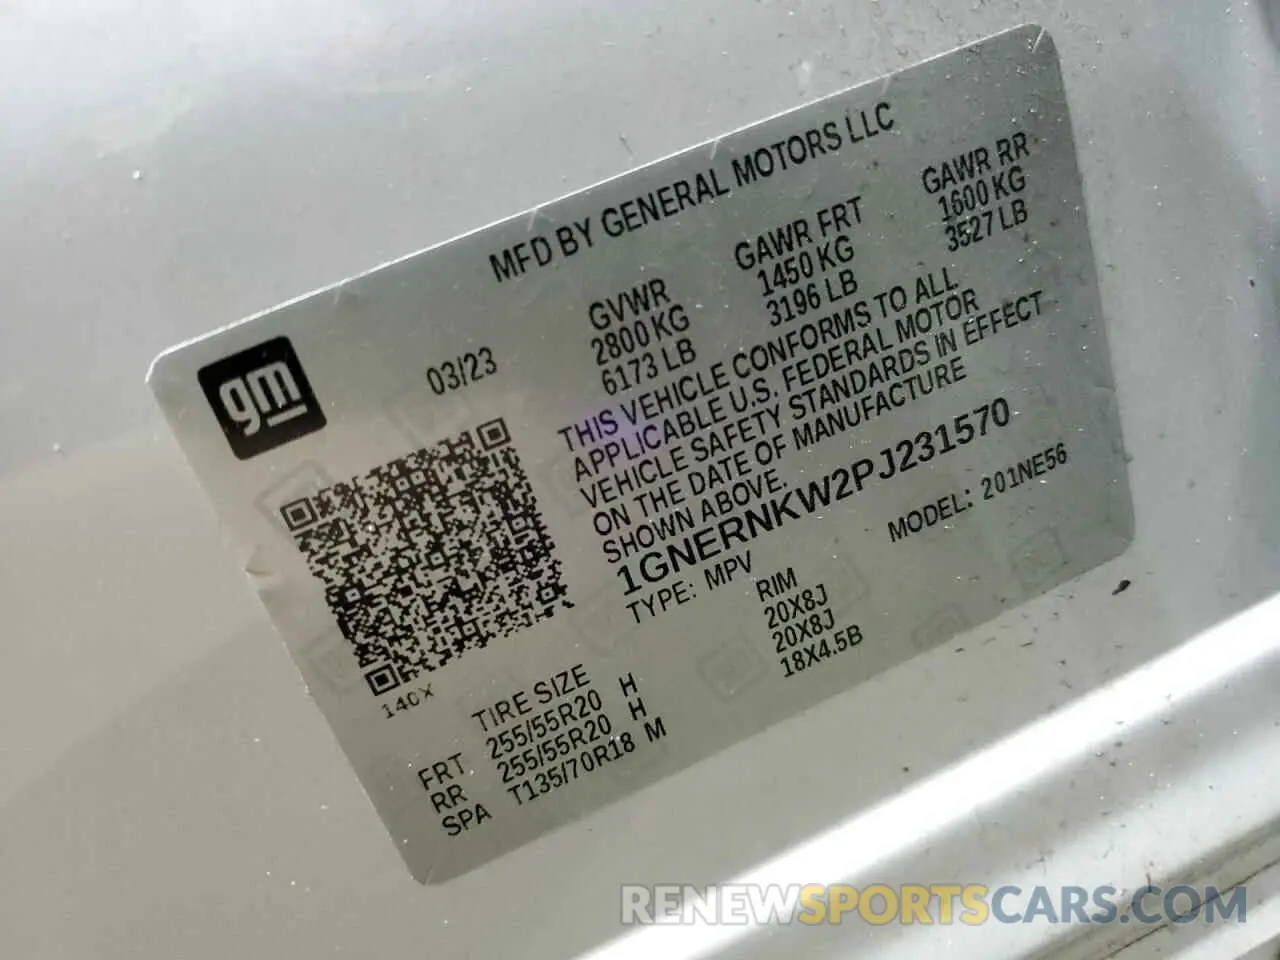 MFD BY GENERAL MOTORS LLC
gm
03/23
GVWR GAWR FRT GAWR RR
2800 KG 1450 KG 1600 KG
6173 LB 3196 LB 3527 LB
THIS VEHICLE CONFORMS TO ALL
APPLICABLE U.S. FEDERAL MOTOR
VEHICLE SAFETY STANDARDS IN EFFECT
ON THE DATE OF MANUFACTURE
SHOWN ABOVE.
1GNERNKW2PJ231570
TYPE: MPV MODEL: 201NE56
140X
TIRE SIZE RIM
FRT 255/55R20 H 20X8J
RR 255/55R20 H 20X8J
SPA T135/70R18 M 18X4.5B
RENEWSPORTSCARS.COM